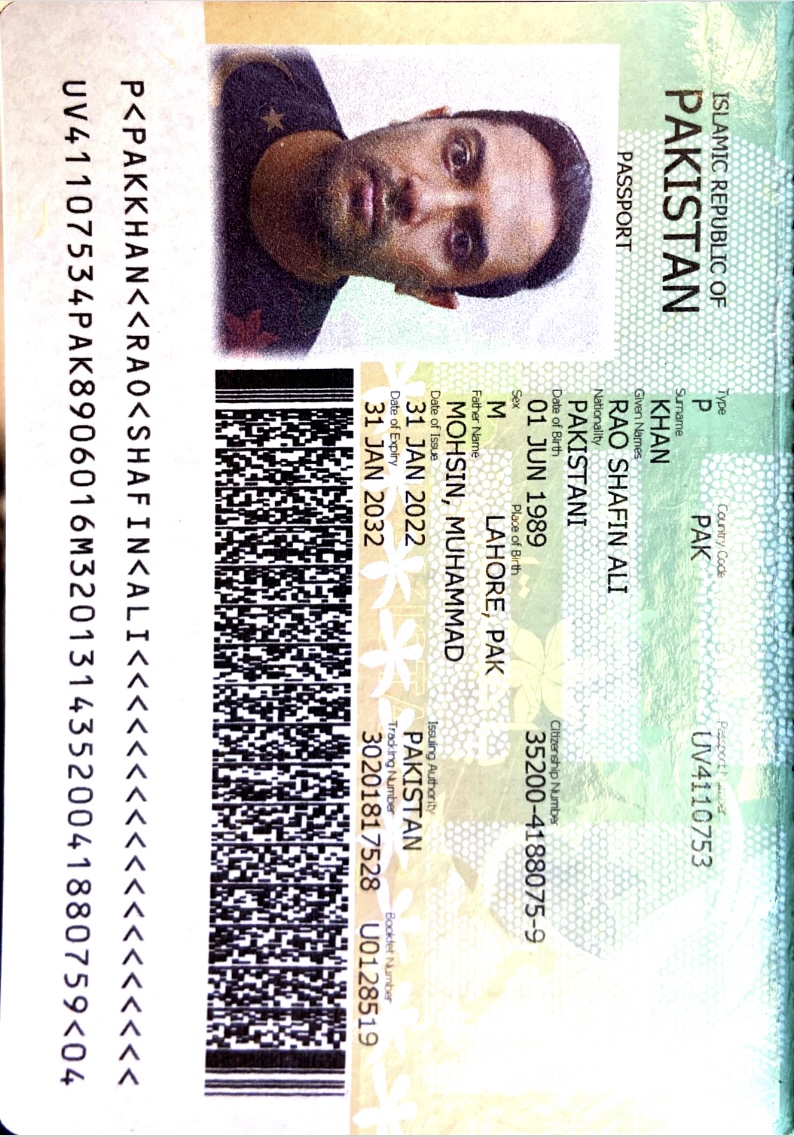 ISLAMIC REPUBLIC OF
PAKISTAN
PASSPORT
Type Country Code
P PAK UV4110753
Surname
KHAN
Given Names
RAO SHAFIN ALI
Nationality
PAKISTANI
Date of Birth Citizenship Number
01 JUN 1989 35200-4188075-9
Sex Place of Birth
M LAHORE, PAK
Father Name
MOHSIN, MUHAMMAD
Date of Issue Issuing Authority
31 JAN 2022 PAKISTAN
Date of Expiry Tracking Number Booklet Number
31 JAN 2032 30201817528 U0128519
P<PAKKHAN<<RAO<SHAFIN<ALI<<<<<<<<<<<<<<<<<<<
UV41107534PAK8906016M32013143520041880759<04